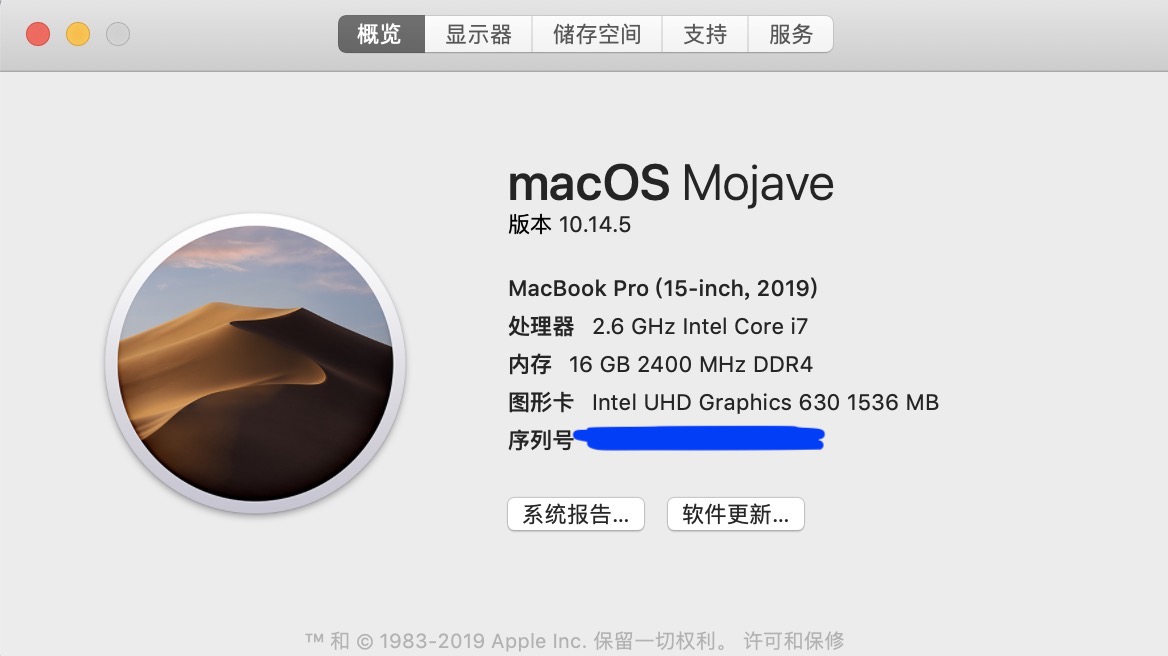 概览 显示器 储存空间 支持 服务
macOS Mojave
版本 10.14.5
MacBook Pro (15-inch, 2019)
处理器 2.6 GHz Intel Core i7
内存 16 GB 2400 MHz DDR4
图形卡 Intel UHD Graphics 630 1536 MB
序列号
系统报告... 软件更新...
™ 和 © 1983-2019 Apple Inc. 保留一切权利。 许可和保修